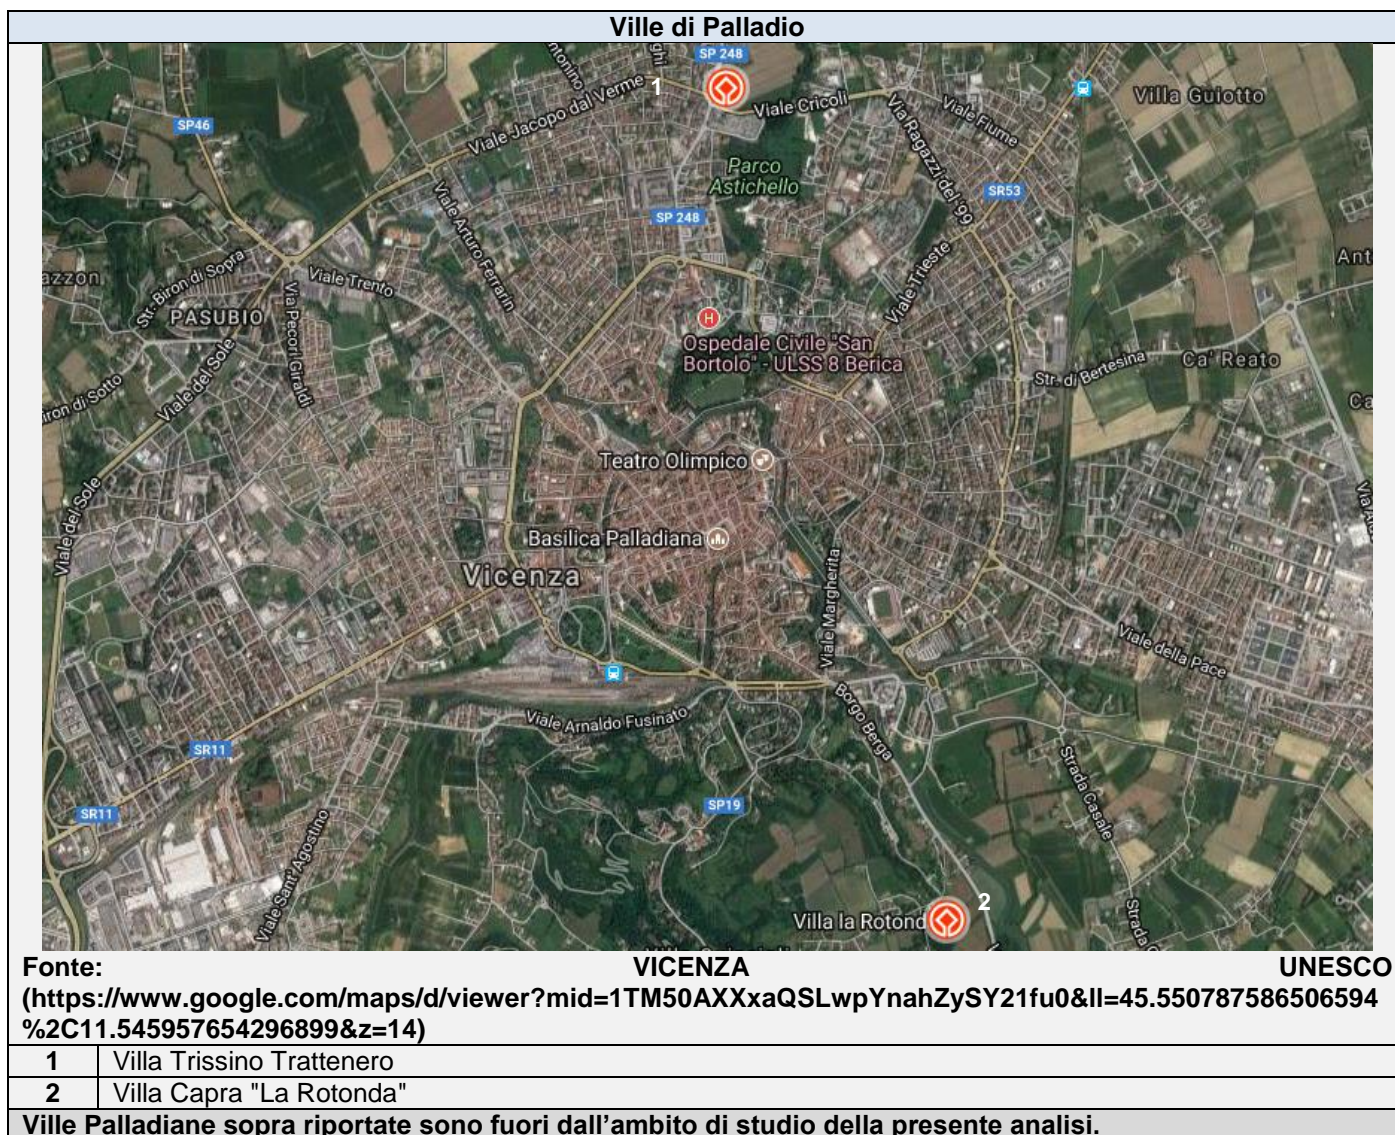 Ville di Palladio
SP 248
1
Viale Jacopo dal Verme
Viale Cricoli
Viale Fiume
Villa Guiotto
SP46
Via Ragazzi del '99
Parco
Astichello
SR53
SP 248
Viale Arturo Ferrarin
Str. Biron di Sopra
Viale Trento
Viale Trieste
PASUBIO
Via Pecori Giraldi
H
Ospedale Civile "San
Bortolo" - ULSS 8 Berica
Str. di Bertesina
Ca' Reato
Viale del Sole
Teatro Olimpico
Viale del Sole
Basilica Palladiana
Vicenza
Viale Margherita
Viale della Pace
Viale Arnaldo Fusinato
Borgo Berga
SR11
Strada Casale
SP19
SR11
Viale Sant'Agostino
2
Villa la Rotond
Strada
Fonte: VICENZA UNESCO
(https://www.google.com/maps/d/viewer?mid=1TM50AXXxaQSLwpYnahZySY21fu0&ll=45.550787586506594
%2C11.545957654296899&z=14)
1 Villa Trissino Trattenero
2 Villa Capra "La Rotonda"
Ville Palladiane sopra riportate sono fuori dall'ambito di studio della presente analisi.